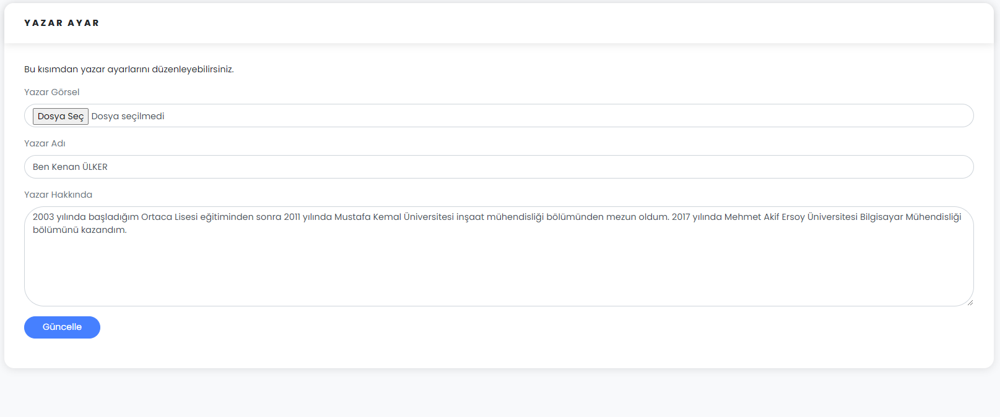 YAZAR AYAR
Bu kısımdan yazar ayarlarını düzenleyebilirsiniz.
Yazar Görsel
Dosya Seç Dosya seçilmedi
Yazar Adı
Ben Kenan ÜLKER
Yazar Hakkında
2003 yılında başladığım Ortaca Lisesi eğitiminden sonra 2011 yılında Mustafa Kemal Üniversitesi inşaat mühendisliği bölümünden mezun oldum. 2017 yılında Mehmet Akif Ersoy Üniversitesi Bilgisayar Mühendisliği
bölümünü kazandım.
Güncelle